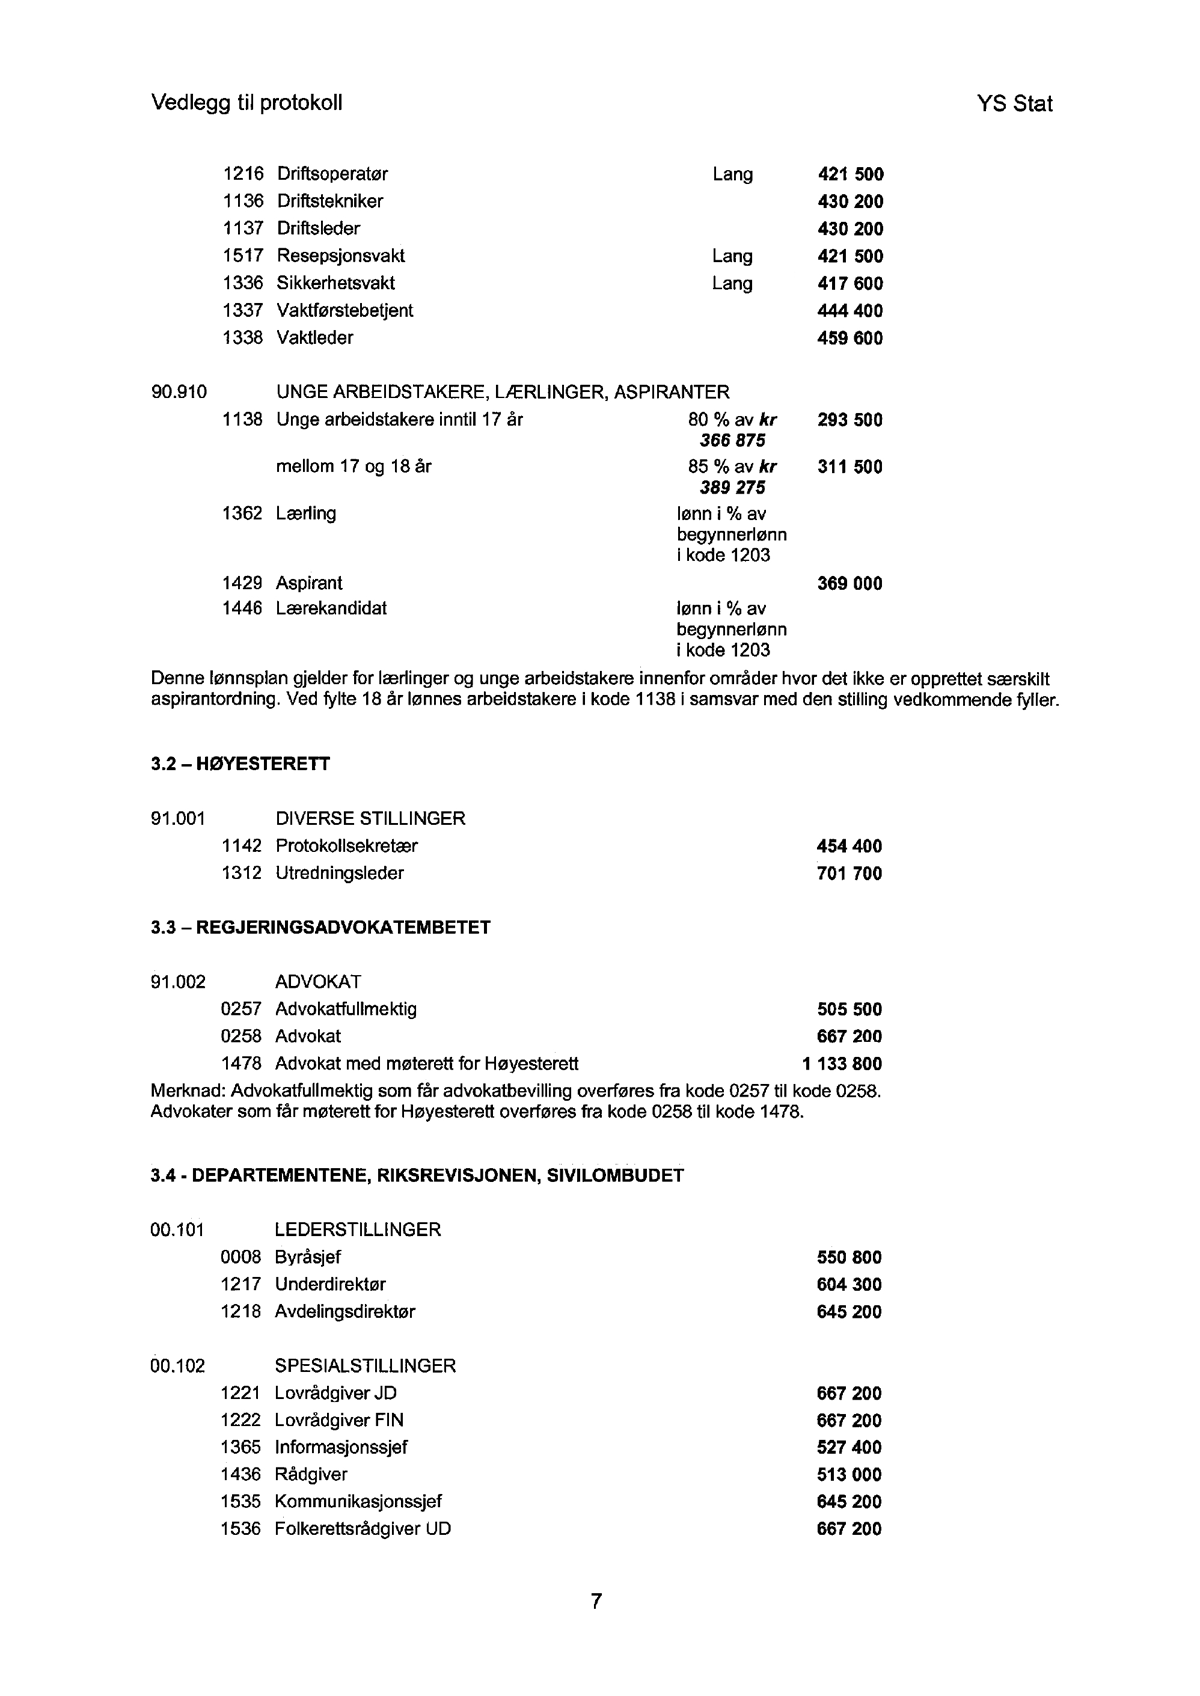 Vedlegg til protokoll YS Stat
1216 Driftsoperatør Lang 421 500
1136 Driftstekniker 430 200
1137 Driftsleder 430 200
1517 Resepsjonsvakt Lang 421 500
1336 Sikkerhetsvakt Lang 417 600
1337 Vaktførstebetjent 444 400
1338 Vaktleder 459 600
90.910 UNGE ARBEIDSTAKERE, LÆRLINGER, ASPIRANTER
1138 Unge arbeidstakere inntil 17 år 80 % av kr 293 500
366 875
mellom 17 og 18 år 85 % av kr 311 500
389 275
1362 Lærling lønn i % av
begynnerlønn
i kode 1203
1429 Aspirant 369 000
1446 Lærekandidat lønn i % av
begynnerlønn
i kode 1203
Denne lønnsplan gjelder for lærlinger og unge arbeidstakere innenfor områder hvor det ikke er opprettet særskilt
aspirantordning. Ved fylte 18 år lønnes arbeidstakere i kode 1138 i samsvar med den stilling vedkommende fyller.
3.2 – HØYESTERETT
91.001 DIVERSE STILLINGER
1142 Protokollsekretær 454 400
1312 Utredningsleder 701 700
3.3 – REGJERINGSADVOKATEMBETET
91.002 ADVOKAT
0257 Advokatfullmektig 505 500
0258 Advokat 667 200
1478 Advokat med møterett for Høyesterett 1 133 800
Merknad: Advokatfullmektig som får advokatbevilling overføres fra kode 0257 til kode 0258.
Advokater som får møterett for Høyesterett overføres fra kode 0258 til kode 1478.
3.4 - DEPARTEMENTENE, RIKSREVISJONEN, SIVILOMBUDET
00.101 LEDERSTILLINGER
0008 Byråsjef 550 800
1217 Underdirektør 604 300
1218 Avdelingsdirektør 645 200
00.102 SPESIALSTILLINGER
1221 Lovrådgiver JD 667 200
1222 Lovrådgiver FIN 667 200
1365 Informasjonssjef 527 400
1436 Rådgiver 513 000
1535 Kommunikasjonssjef 645 200
1536 Folkerettsrådgiver UD 667 200
7